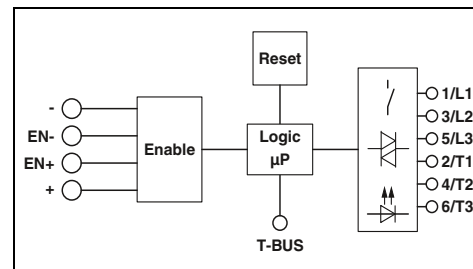 Reset
-
EN-
EN+
+
Enable
Logic
µP
T-BUS
1/L1
3/L2
5/L3
2/T1
4/T2
6/T3